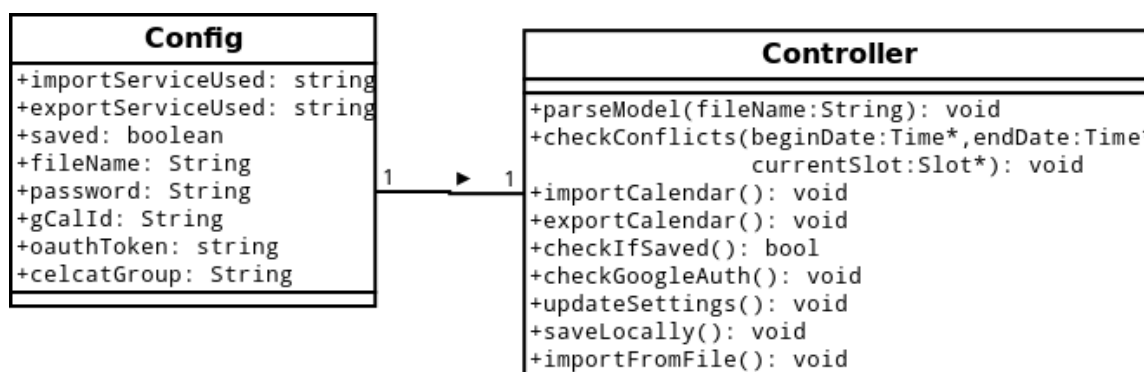 Config
+importServiceUsed: string
+exportServiceUsed: string
+saved: boolean
+fileName: String
+password: String
+gCalId: String
+oauthToken: string
+celcatGroup: String
1
1
Controller
+parseModel(fileName:String): void
+checkConflicts(beginDate:Time*,endDate:Time*
currentSlot:Slot*): void
+importCalendar(): void
+exportCalendar(): void
+checkIfSaved(): bool
+checkGoogleAuth(): void
+updateSettings(): void
+saveLocally(): void
+importFromFile(): void